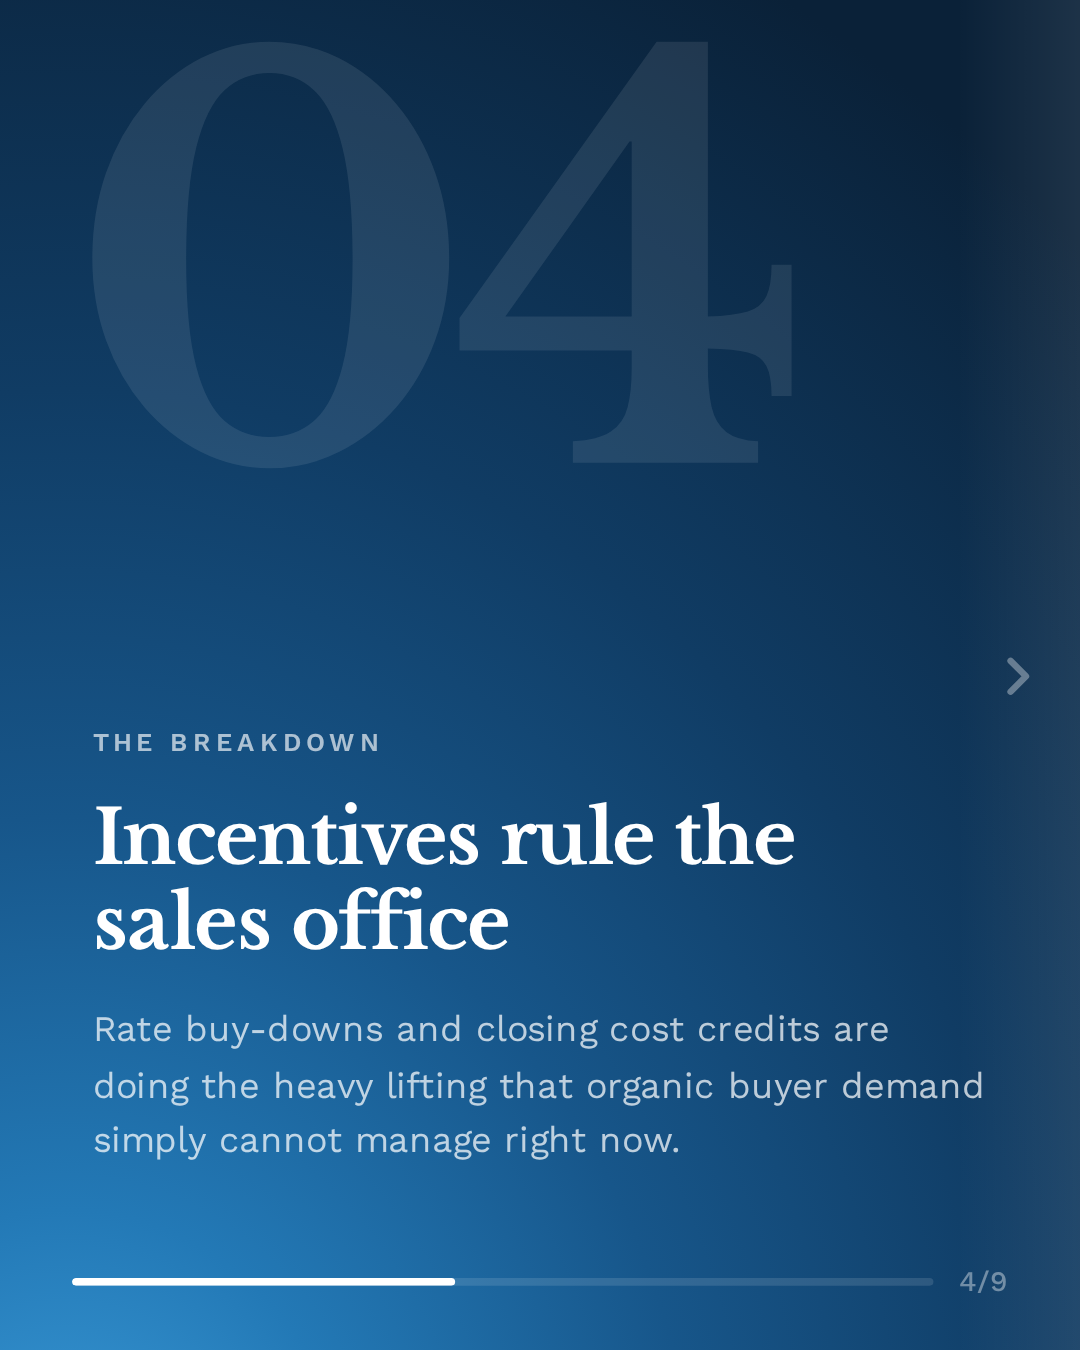 04
THE BREAKDOWN
Incentives rule the
sales office
Rate buy-downs and closing cost credits are
doing the heavy lifting that organic buyer demand
simply cannot manage right now.
4/9